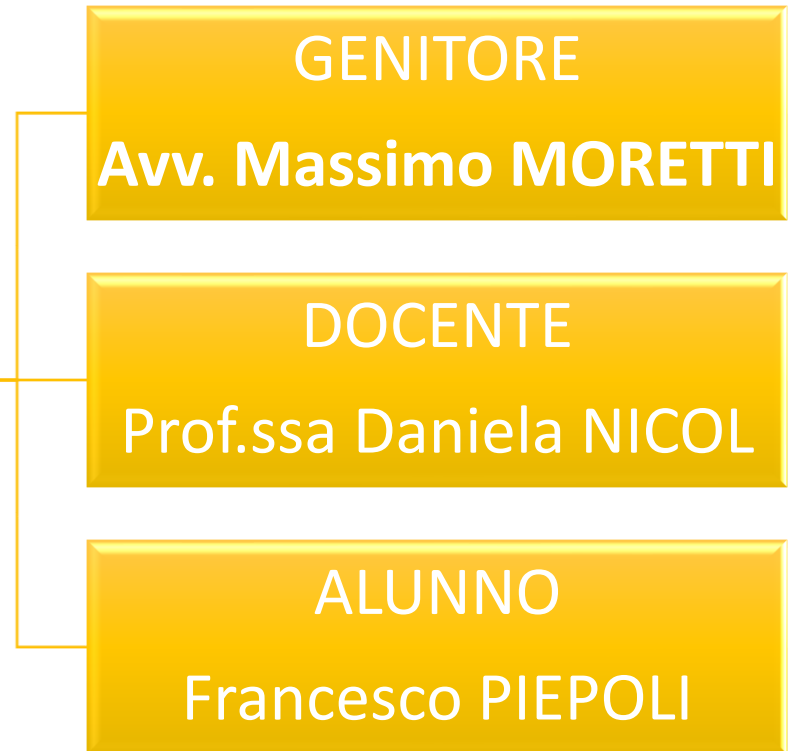 GENITORE
Avv. Massimo MORETTI
DOCENTE
Prof.ssa Daniela NICOL
ALUNNO
Francesco PIEPOLI